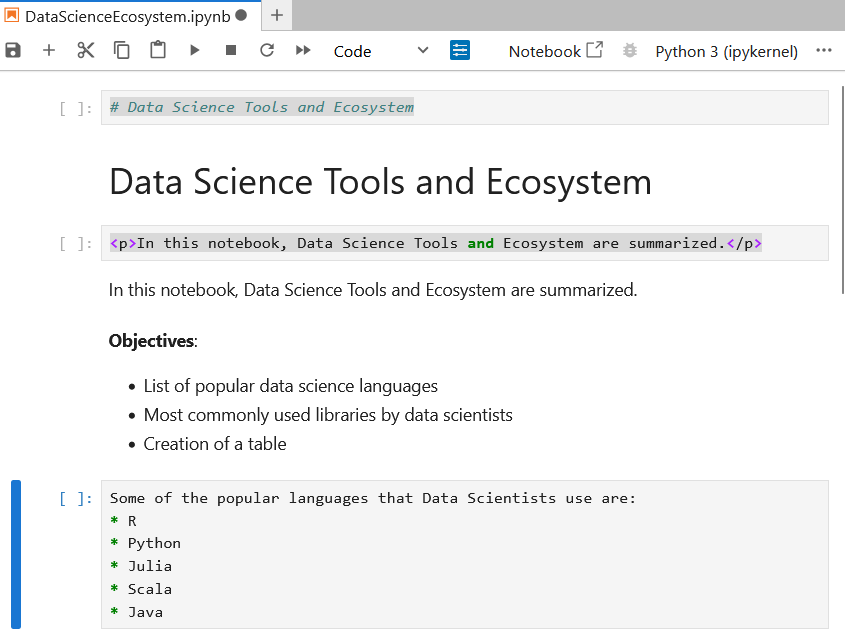 DataScienceEcosystem.ipynb
Code Notebook Python 3 (ipykernel)
[ ]: # Data Science Tools and Ecosystem
Data Science Tools and Ecosystem
[ ]: <p>In this notebook, Data Science Tools and Ecosystem are summarized.</p>
In this notebook, Data Science Tools and Ecosystem are summarized.
Objectives:
• List of popular data science languages
• Most commonly used libraries by data scientists
• Creation of a table
[ ]: Some of the popular languages that Data Scientists use are:
* R
* Python
* Julia
* Scala
* Java